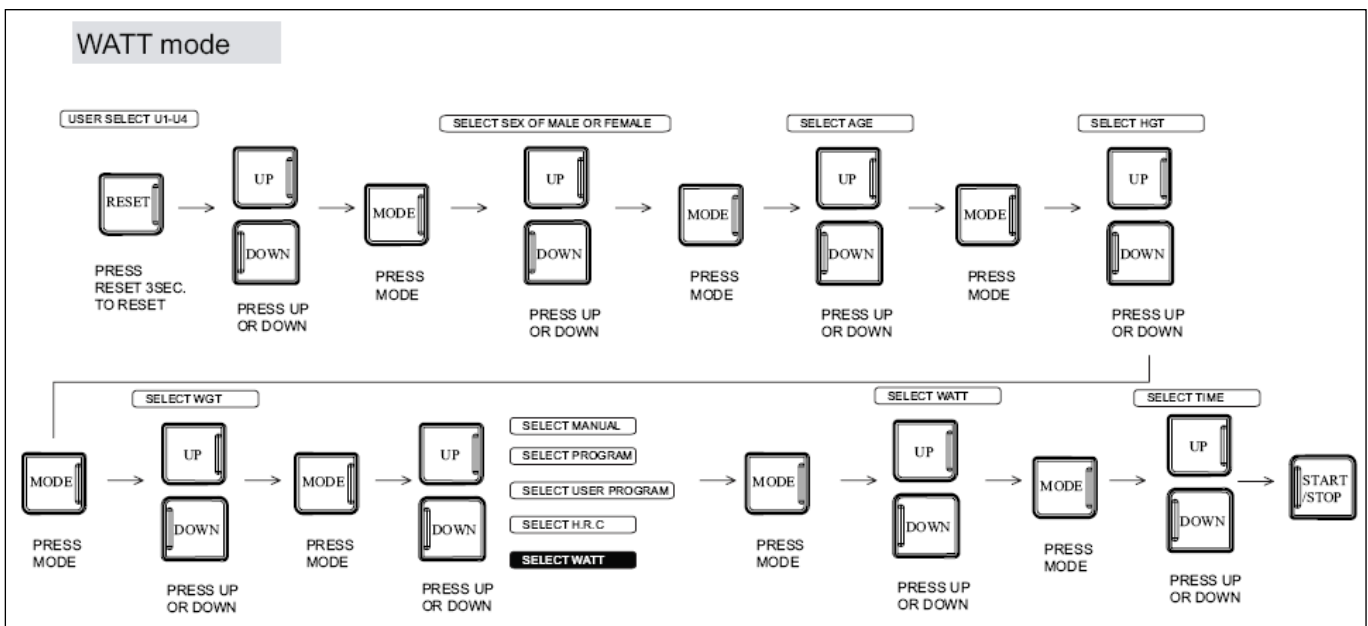 WATT mode
USER SELECT U1-U4
SELECT SEX OF MALE OR FEMALE
SELECT AGE
SELECT HGT
RESET
UP
DOWN
MODE
UP
DOWN
MODE
UP
DOWN
MODE
UP
DOWN
PRESS
RESET 3SEC.
TO RESET
PRESS UP
OR DOWN
PRESS
MODE
PRESS UP
OR DOWN
PRESS
MODE
PRESS UP
OR DOWN
PRESS
MODE
PRESS UP
OR DOWN
SELECT WGT
SELECT MANUAL
SELECT PROGRAM
SELECT USER PROGRAM
SELECT H.R.C
SELECT WATT
SELECT WATT
SELECT TIME
MODE
UP
DOWN
MODE
UP
DOWN
MODE
UP
DOWN
MODE
UP
DOWN
START
/STOP
PRESS
MODE
PRESS UP
OR DOWN
PRESS
MODE
PRESS UP
OR DOWN
PRESS
MODE
PRESS UP
OR DOWN
PRESS
MODE
PRESS UP
OR DOWN